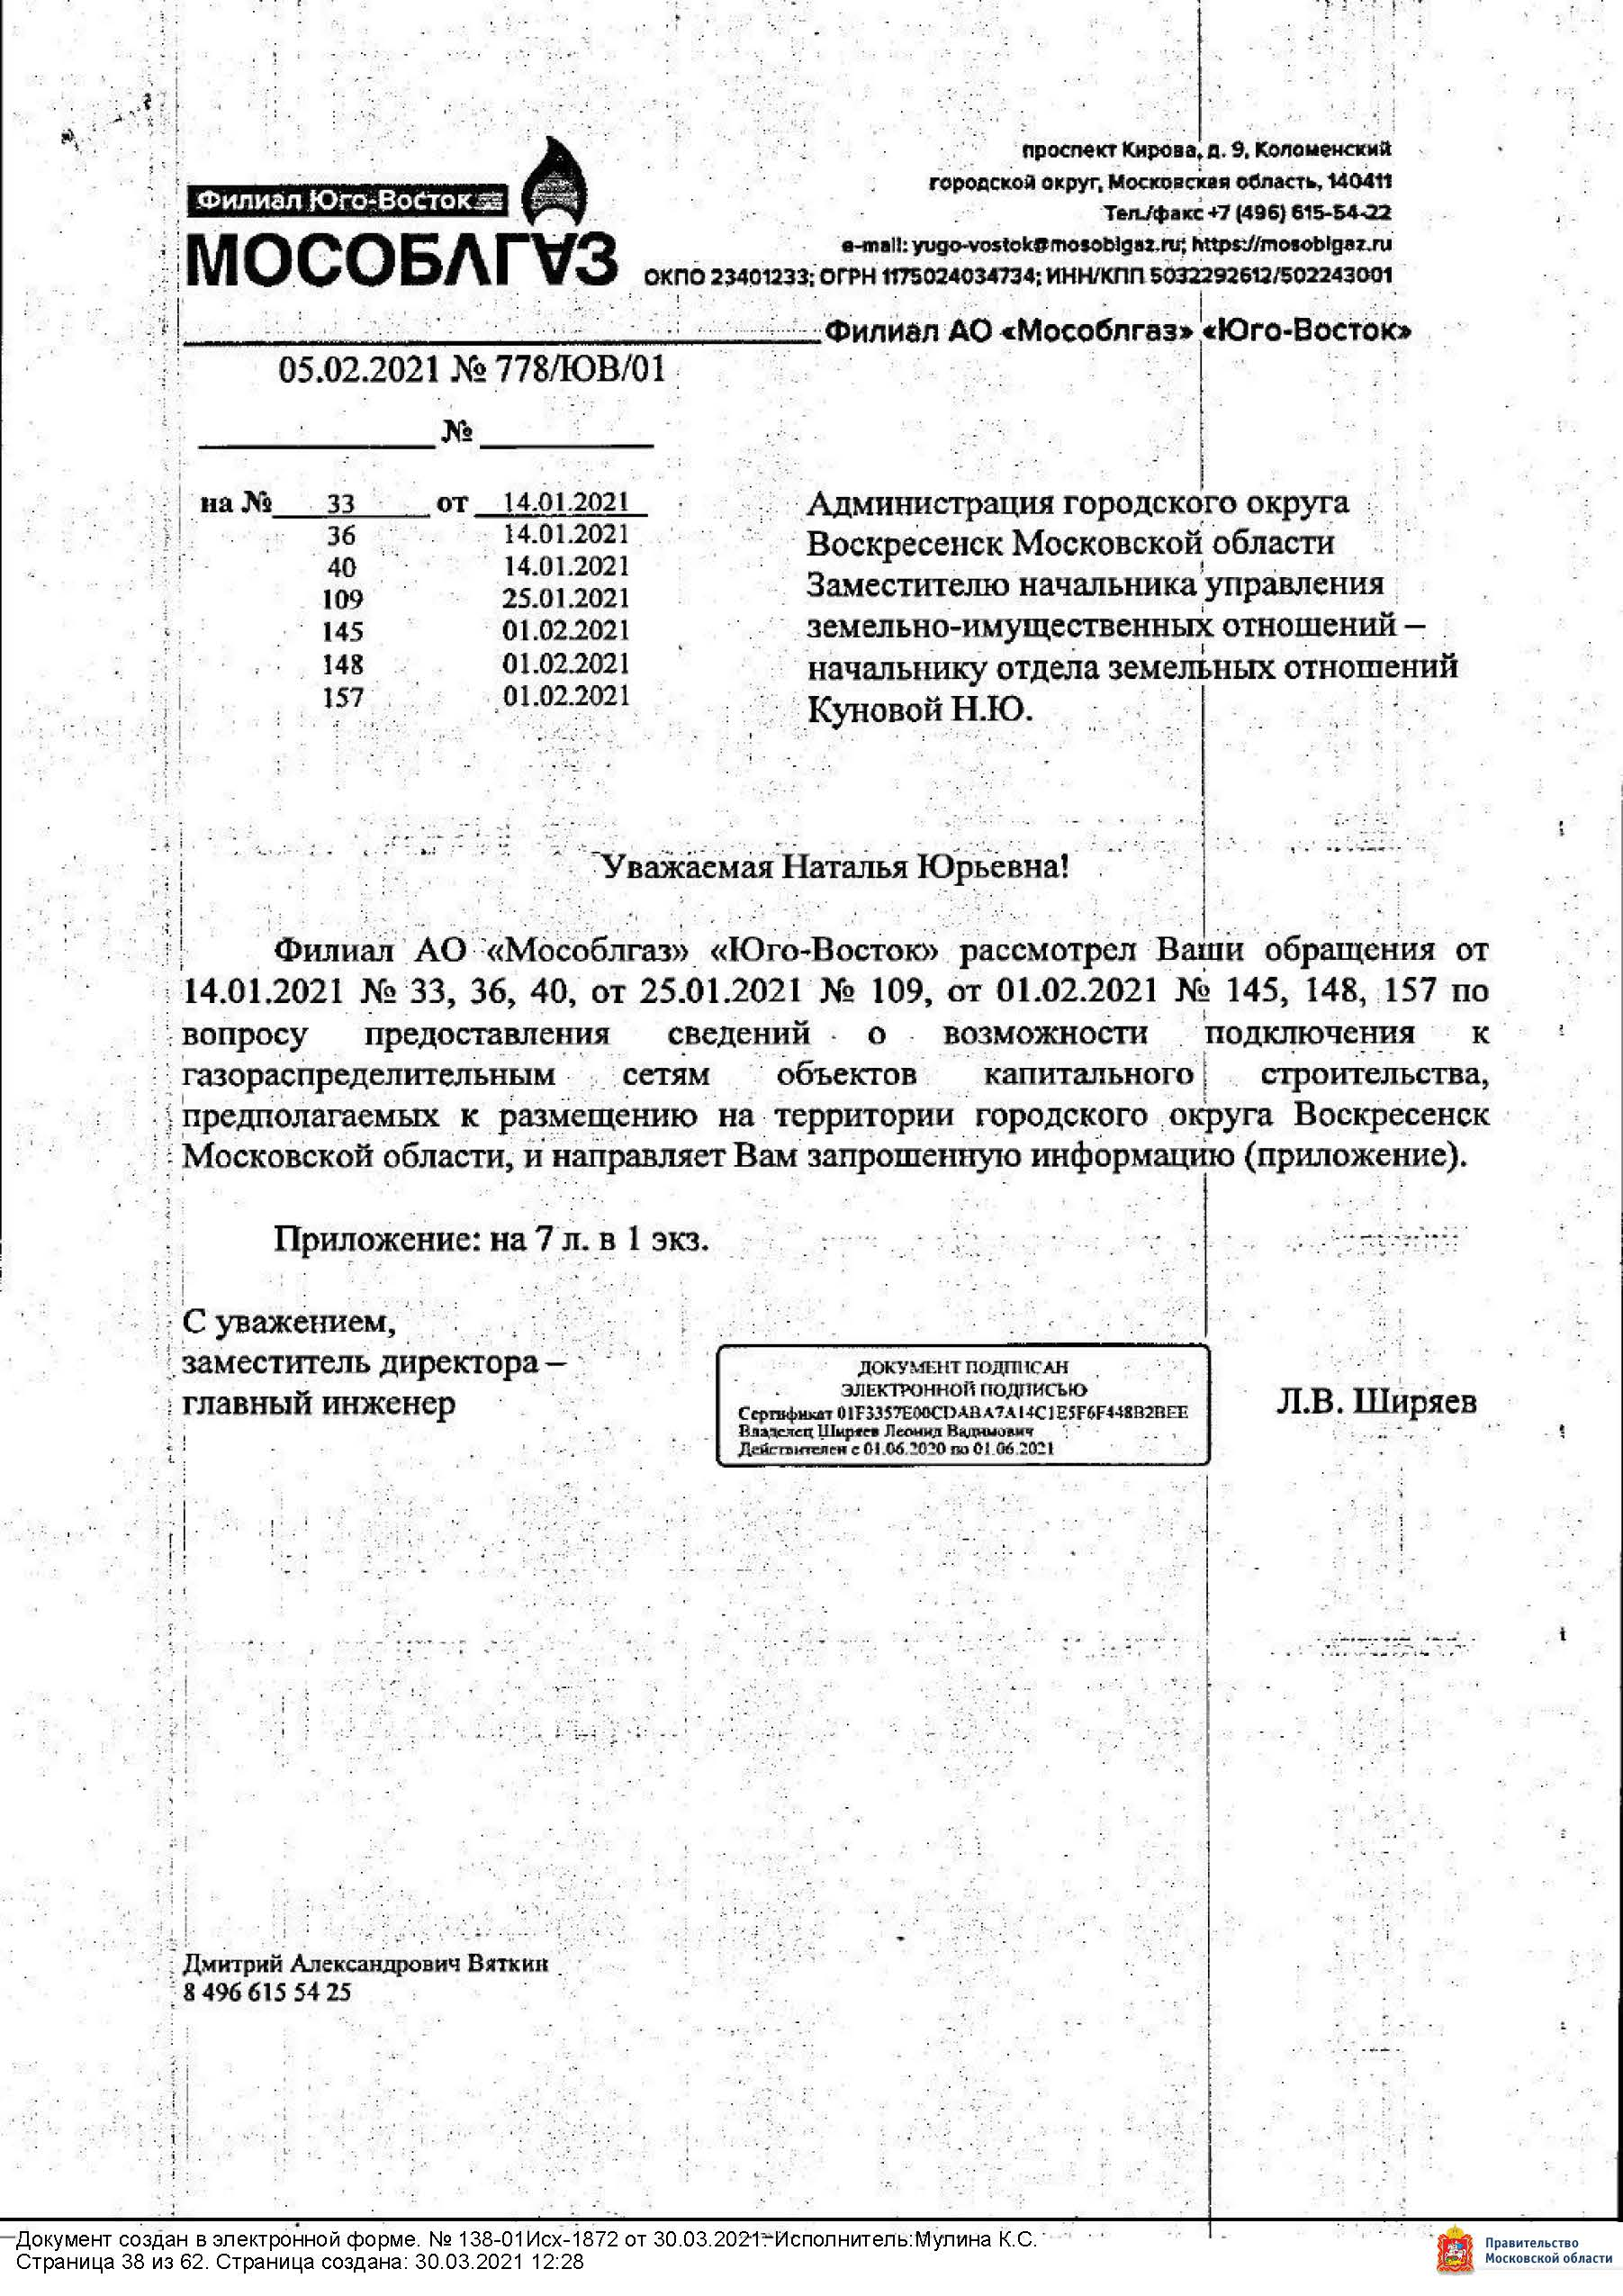 Филиал Юго-Восток
МОСОБЛГАЗ
проспект Кирова, д. 9, Коломенский
городской округ, Московская область, 140411
Тел./факс +7 (496) 615-54-22
e-mail: yugo-vostok@mosoblgaz.ru; https://mosoblgaz.ru
ОКПО 23401233; ОГРН 1175024034734; ИНН/КПП 5032292612/502243001
Филиал АО «Мособлгаз» «Юго-Восток»
05.02.2021 № 778/ЮВ/01
№
на № 33 от 14.01.2021
36 14.01.2021
40 14.01.2021
109 25.01.2021
145 01.02.2021
148 01.02.2021
157 01.02.2021
Администрация городского округа
Воскресенск Московской области
Заместителю начальника управления
земельно-имущественных отношений –
начальнику отдела земельных отношений
Куновой Н.Ю.
Уважаемая Наталья Юрьевна!
Филиал АО «Мособлгаз» «Юго-Восток» рассмотрел Ваши обращения от
14.01.2021 № 33, 36, 40, от 25.01.2021 № 109, от 01.02.2021 № 145, 148, 157 по
вопросу предоставления сведений о возможности подключения к
газораспределительным сетям объектов капитального строительства,
предполагаемых к размещению на территории городского округа Воскресенск
Московской области, и направляет Вам запрошенную информацию (приложение).
Приложение: на 7 л. в 1 экз.
С уважением,
заместитель директора –
главный инженер
ДОКУМЕНТ ПОДПИСАН
ЭЛЕКТРОННОЙ ПОДПИСЬЮ
Сертификат 01F3357E00CDABA7A14C1E5F6F448B2BEE
Владелец Ширяев Леонид Вадимович
Действителен с 01.06.2020 по 01.06.2021
Л.В. Ширяев
Дмитрий Александрович Вяткин
8 496 615 54 25
Документ создан в электронной форме. № 138-01Исх-1872 от 30.03.2021. Исполнитель:Мулина К.С.
Страница 38 из 62. Страница создана: 30.03.2021 12:28
Правительство
Московской области